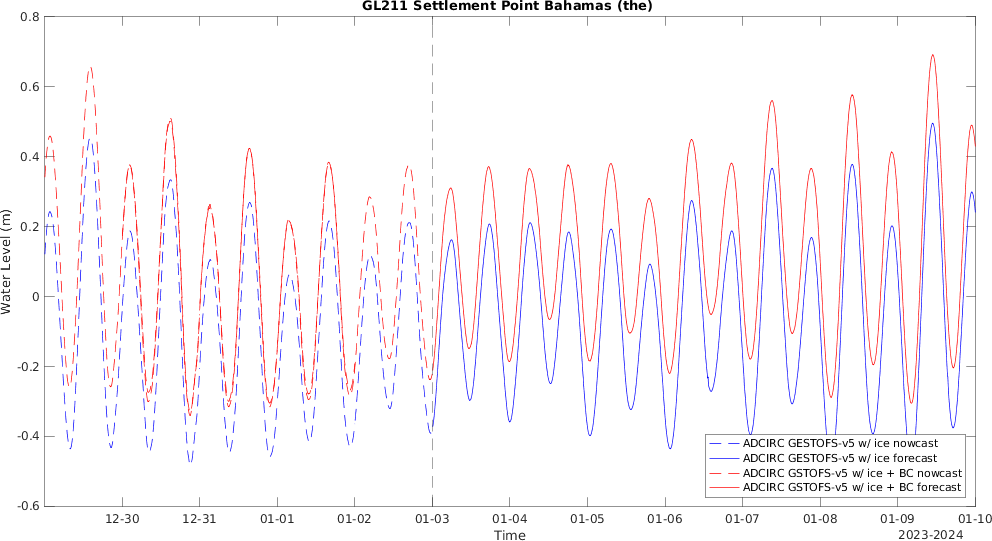 GL211 Settlement Point Bahamas (the)
0.8
0.6
0.4
0.2
0
-0.2
-0.4
-0.6
Water Level (m)
ADCIRC GESTOFS-v5 w/ ice nowcast
ADCIRC GESTOFS-v5 w/ ice forecast
ADCIRC GSTOFS-v5 w/ ice + BC nowcast
ADCIRC GSTOFS-v5 w/ ice + BC forecast
12-30 12-31 01-01 01-02 01-03 01-04 01-05 01-06 01-07 01-08 01-09 01-10
Time
2023-2024